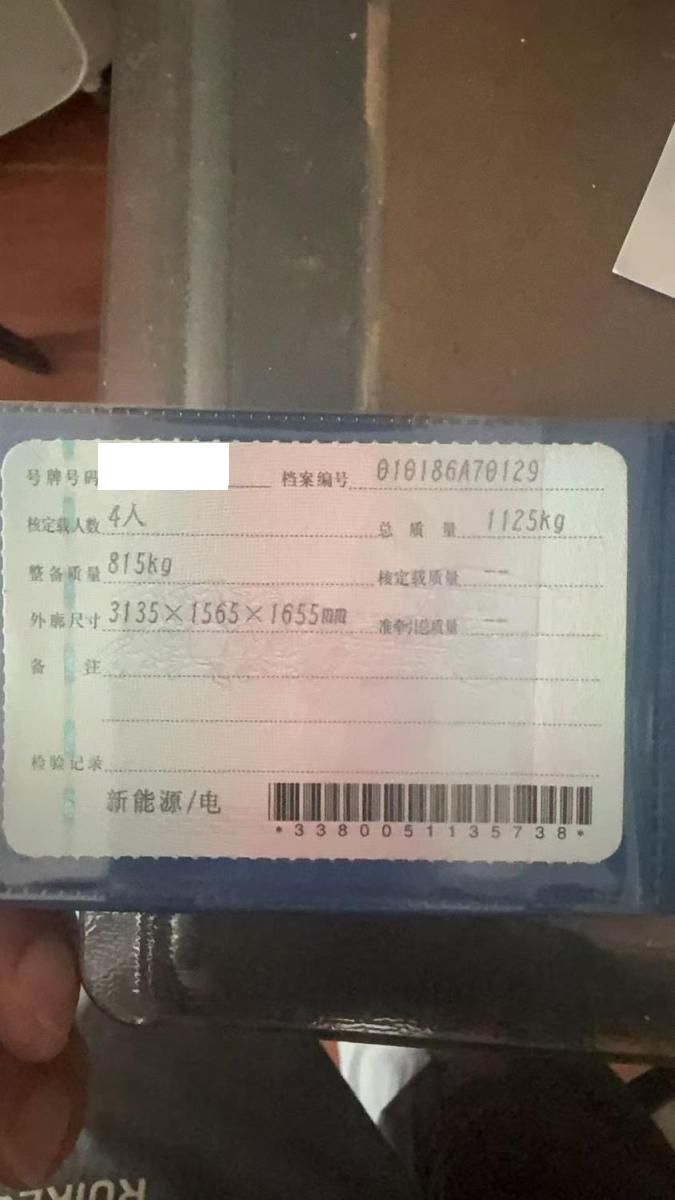 号牌号码 档案编号 010186A70129
核定载人数 4人 总质量 1125kg
整备质量 815kg 核定载质量 --
外廓尺寸 3135×1565×1655mm 准牵引总质量 --
备注
检验记录
新能源/电
*3380051135738*